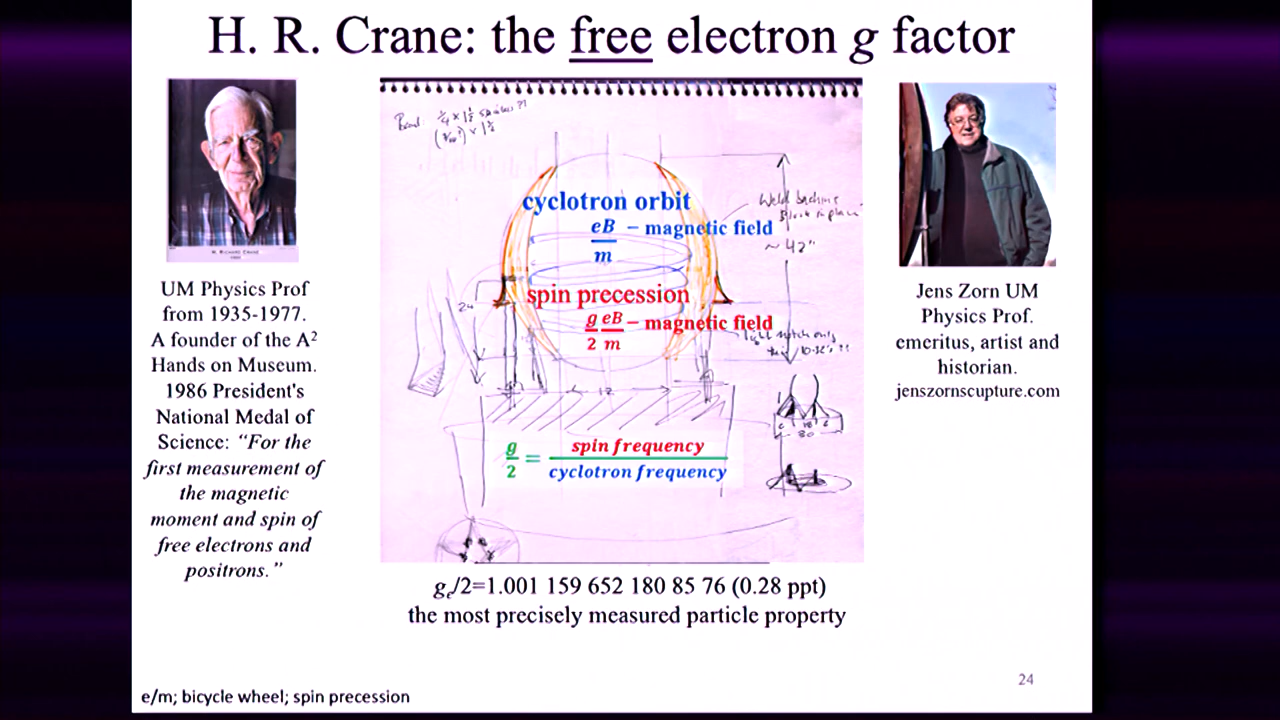 H. R. Crane: the free electron g factor
H. RICHARD CRANE
UM Physics Prof
from 1935-1977.
A founder of the A² 
Hands on Museum.
1986 President's
National Medal of
Science: “For the
first measurement of
the magnetic
moment and spin of
free electrons and
positrons.”
cyclotron orbit
eB – magnetic field
m
~ 42"
spin precession
g eB – magnetic field
2 m
g = spin frequency
2 cyclotron frequency
gₑ/2=1.001 159 652 180 85 76 (0.28 ppt)
the most precisely measured particle property
Jens Zorn UM
Physics Prof.
emeritus, artist and
historian.
jenszornscupture.com
24
e/m; bicycle wheel; spin precession